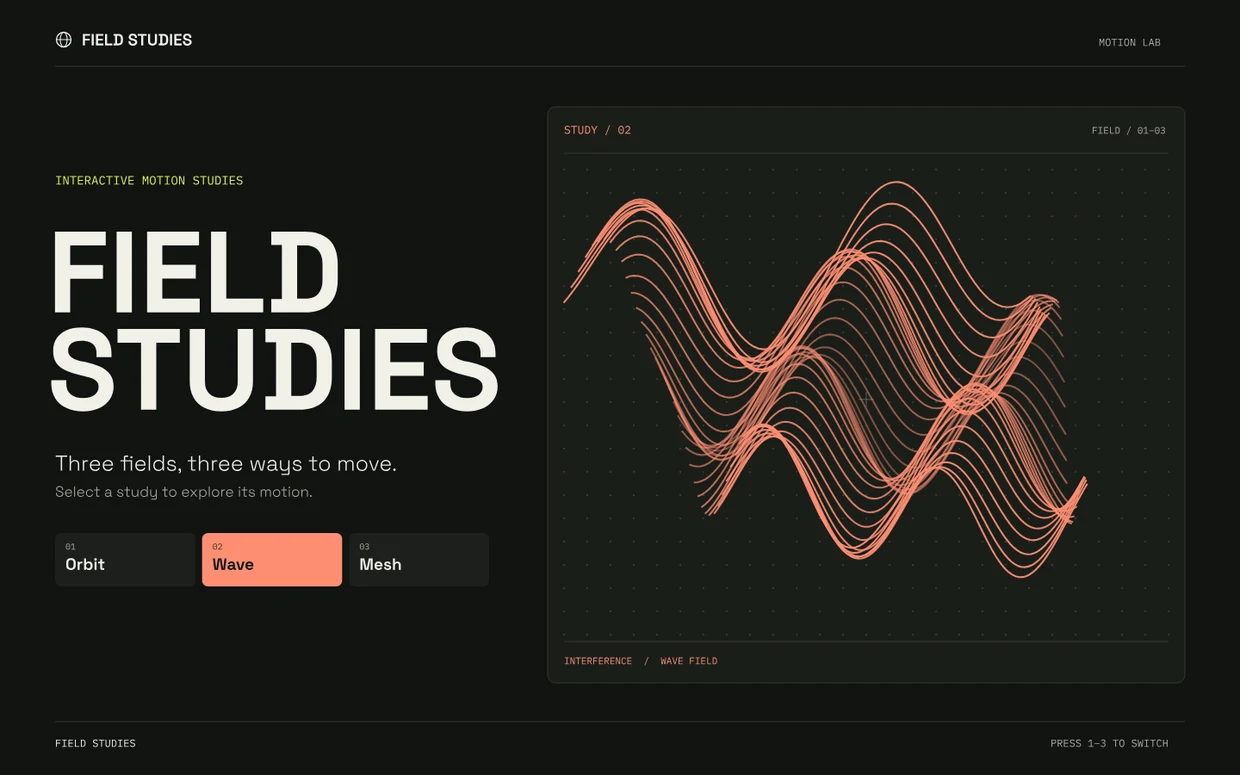 FIELD STUDIES
MOTION LAB
INTERACTIVE MOTION STUDIES
FIELD
STUDIES
Three fields, three ways to move.
Select a study to explore its motion.
01
Orbit
02
Wave
03
Mesh
STUDY / 02
FIELD / 01–03
INTERFERENCE / WAVE FIELD
FIELD STUDIES
PRESS 1–3 TO SWITCH